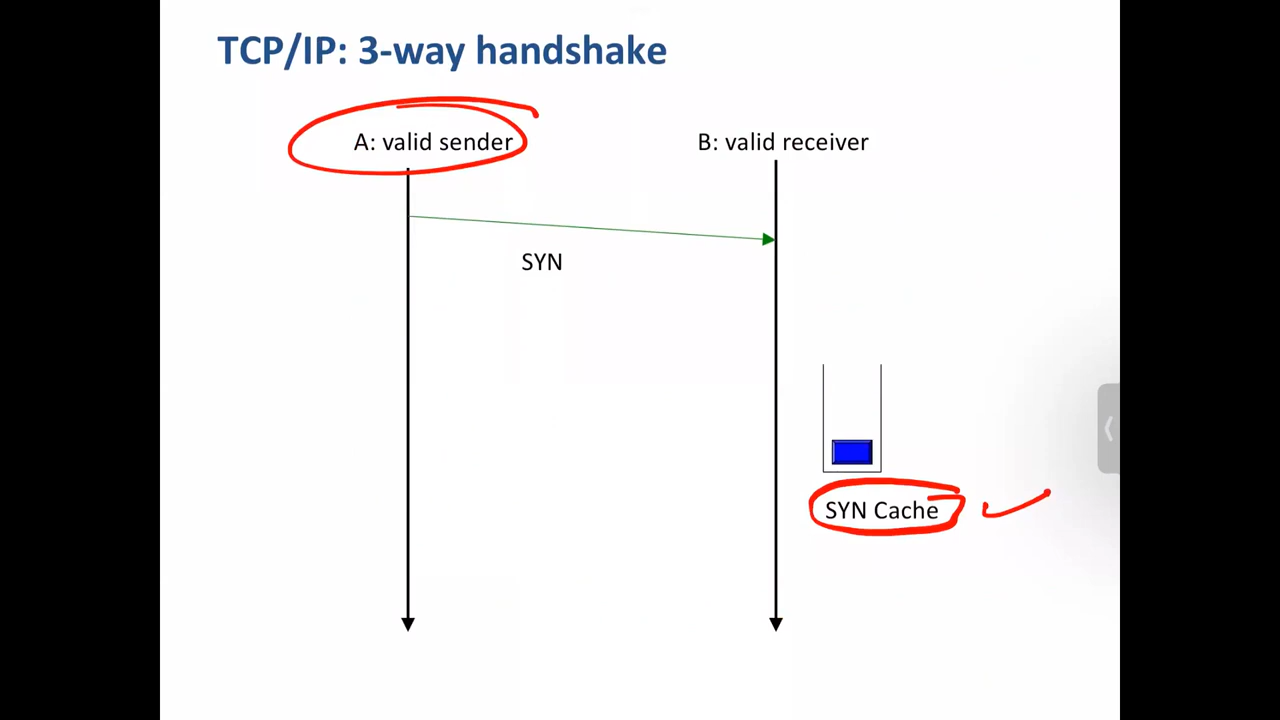 TCP/IP: 3-way handshake
A: valid sender
B: valid receiver
SYN
SYN Cache